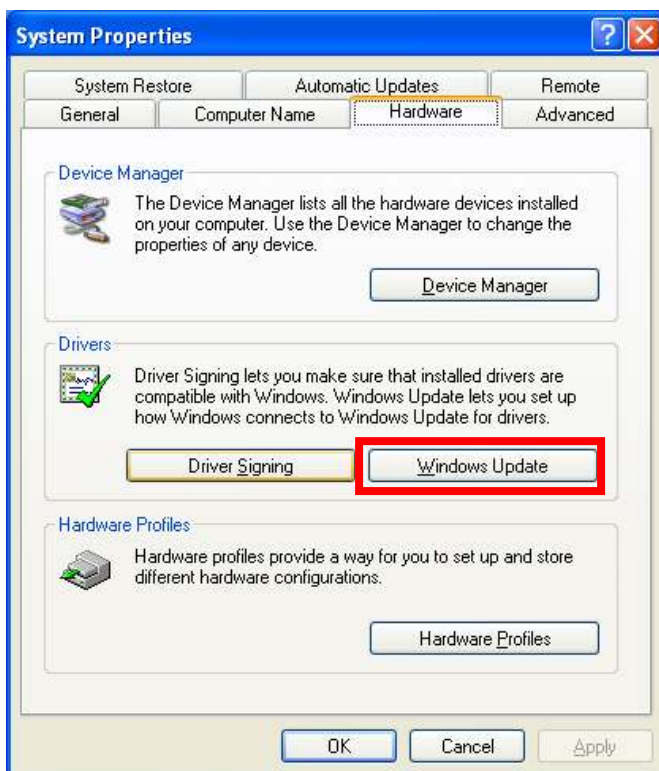 System Properties
System Restore
Automatic Updates
Remote
General
Computer Name
Hardware
Advanced
Device Manager
The Device Manager lists all the hardware devices installed
on your computer. Use the Device Manager to change the
properties of any device.
Device Manager
Drivers
Driver Signing lets you make sure that installed drivers are
compatible with Windows. Windows Update lets you set up
how Windows connects to Windows Update for drivers.
Driver Signing
Windows Update
Hardware Profiles
Hardware profiles provide a way for you to set up and store
different hardware configurations.
Hardware Profiles
OK
Cancel
Apply